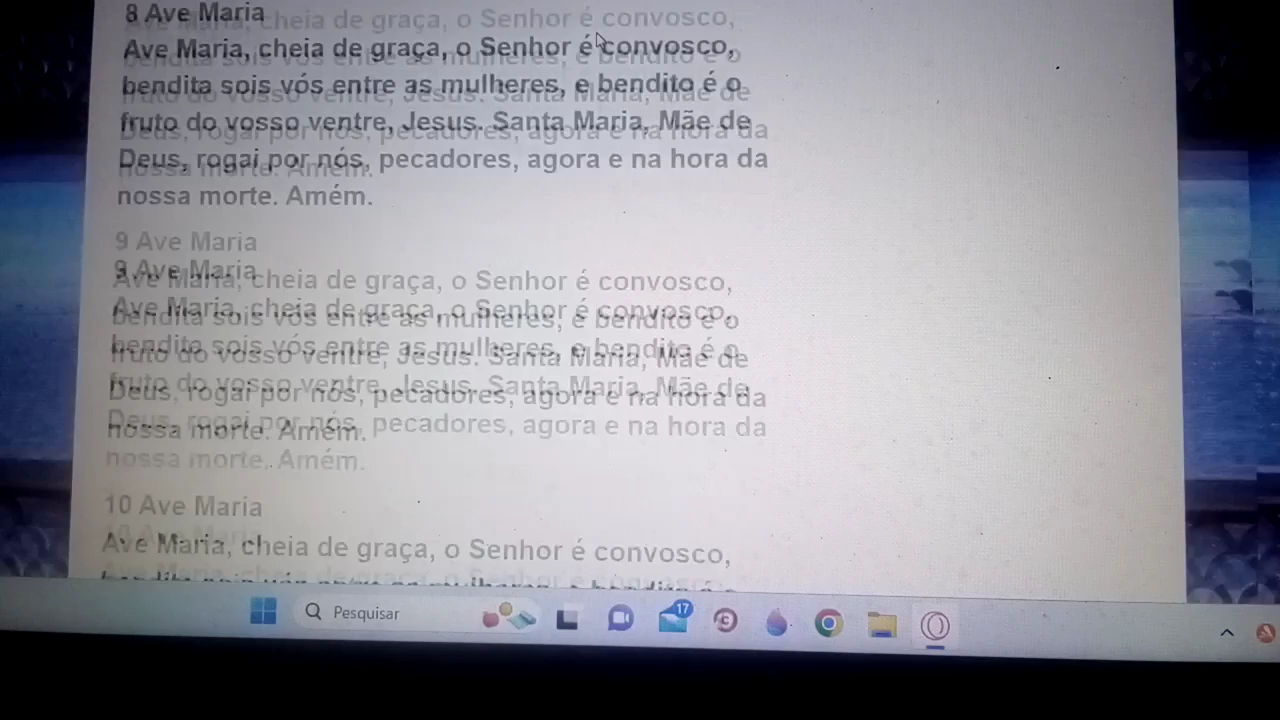 8 Ave Maria
Ave Maria, cheia de graça, o Senhor é convosco,
bendita sois vós entre as mulheres, e bendito é o
fruto do vosso ventre, Jesus. Santa Maria, Mãe de
Deus, rogai por nós, pecadores, agora e na hora da
nossa morte. Amém.
9 Ave Maria
Ave Maria, cheia de graça, o Senhor é convosco,
bendita sois vós entre as mulheres, e bendito é o
fruto do vosso ventre, Jesus. Santa Maria, Mãe de
Deus, rogai por nós, pecadores, agora e na hora da
nossa morte. Amém.
10 Ave Maria
Ave Maria, cheia de graça, o Senhor é convosco,
Pesquisar
17